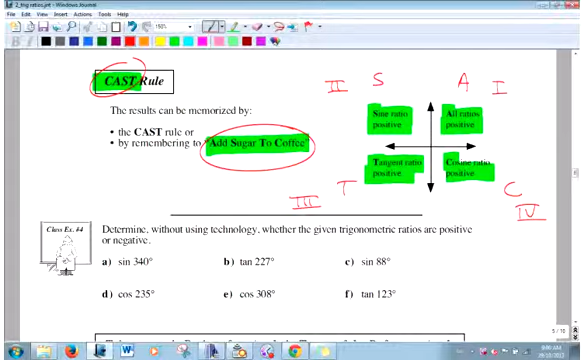 2_trig ratios.jnt - Windows Journal
File Edit View Insert Actions Tools Help
150%
CAST Rule
II S A I
The results can be memorized by:
• the CAST rule or
• by remembering to "Add Sugar To Coffee"
Sine ratio
positive
All ratios
positive
Tangent ratio
positive
Cosine ratio
positive
III T C IV
Class Ex. #4
Determine, without using technology, whether the given trigonometric ratios are positive
or negative.
a) sin 340° b) tan 227° c) sin 88°
d) cos 235° e) cos 308° f) tan 123°
5 / 10